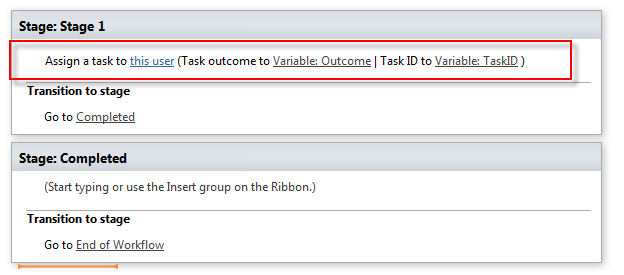 Stage: Stage 1
Assign a task to this user (Task outcome to Variable: Outcome | Task ID to Variable: TaskID )
Transition to stage
Go to Completed
Stage: Completed
(Start typing or use the Insert group on the Ribbon.)
Transition to stage
Go to End of Workflow